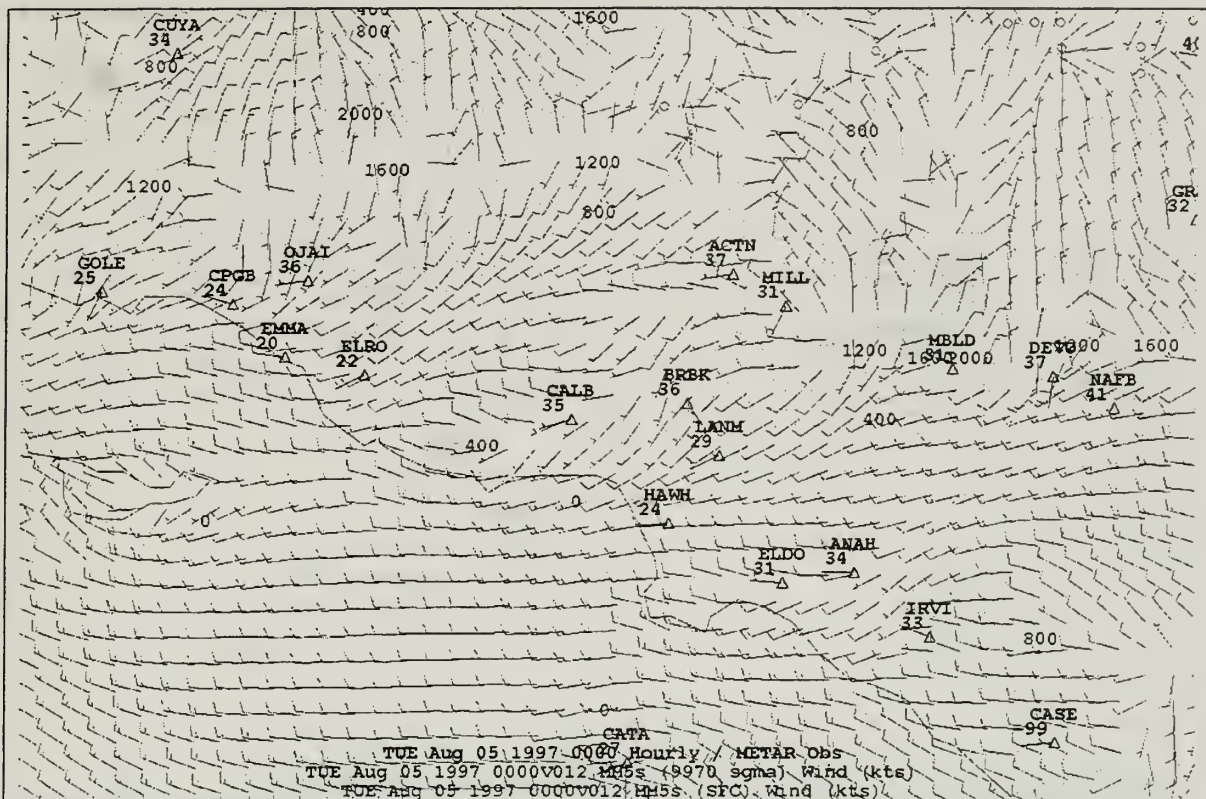 400
1600
CUYA
34
800
800
2000
800
1600
1200
1200
800
GR
32
GOLE
25
CPGB
24
OJAI
36
ACTN
37
MILL
31
EMMA
20
ELRO
22
1200
2000
1600
MBLD
37
NAFB
41
BRBK
36
CALB
35
400
LANM
29
400
0
0
HAWH
24
ELDO
31
ANAH
34
IRVI
33
800
0
CASE
-99
CATA
27
TUE Aug 05 1997 0000 Hourly / METAR Obs
TUE Aug 05 1997 0000V012 MM5s (9970 sgma) Wind (kts)
TUE Aug 05 1997 0000V012 MM5s (SFC) Wind (kts)